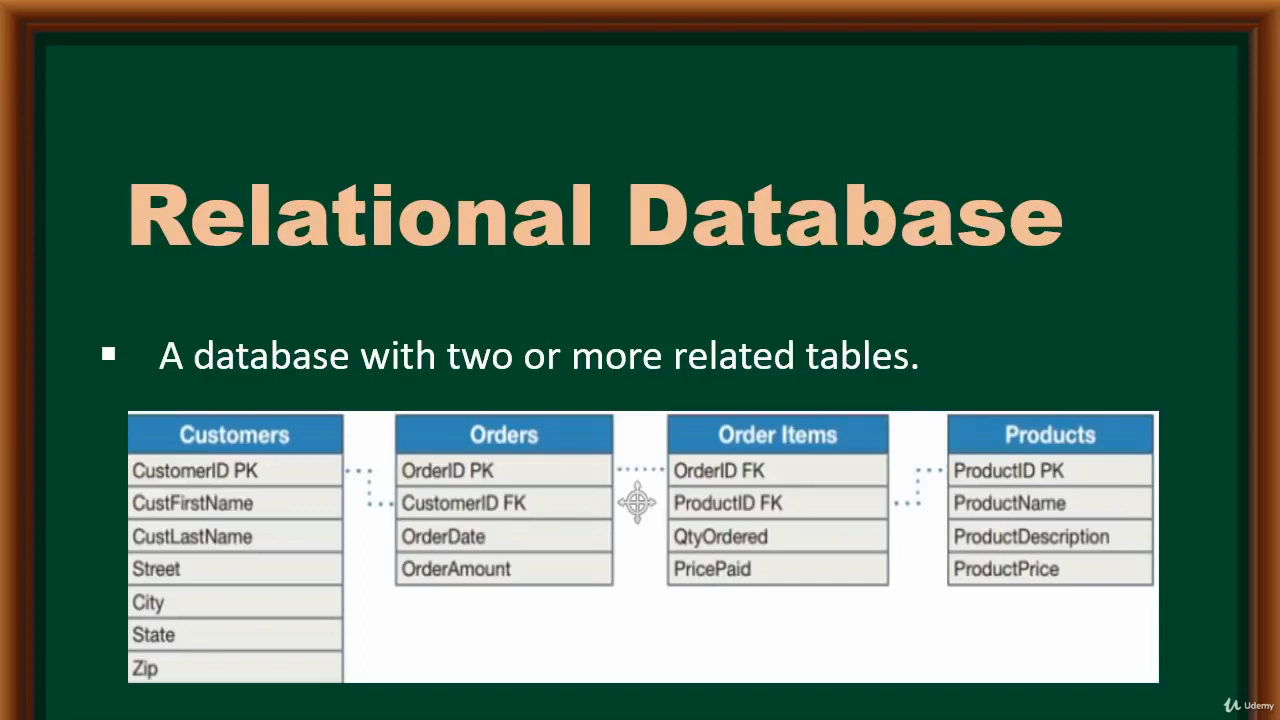 Relational Database
▪ A database with two or more related tables.
Customers
CustomerID PK
CustFirstName
CustLastName
Street
City
State
Zip
Orders
OrderID PK
CustomerID FK
OrderDate
OrderAmount
Order Items
OrderID FK
ProductID FK
QtyOrdered
PricePaid
Products
ProductID PK
ProductName
ProductDescription
ProductPrice
Udemy